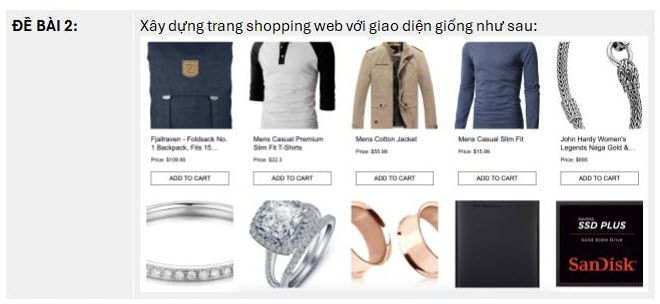 ĐỀ BÀI 2:
Xây dựng trang shopping web với giao diện giống như sau:
Fjallraven - Foldsack No.
1 Backpack, Fits 15...
Price: $109.95
ADD TO CART
Mens Casual Premium
Slim Fit T-Shirts
Price: $22.3
ADD TO CART
Mens Cotton Jacket
Price: $55.99
ADD TO CART
Mens Casual Slim Fit
Price: $15.99
ADD TO CART
John Hardy Women's
Legends Naga Gold &...
Price: $695
ADD TO CART
SanDisk
SSD PLUS
Solid State Drive
SanDisk